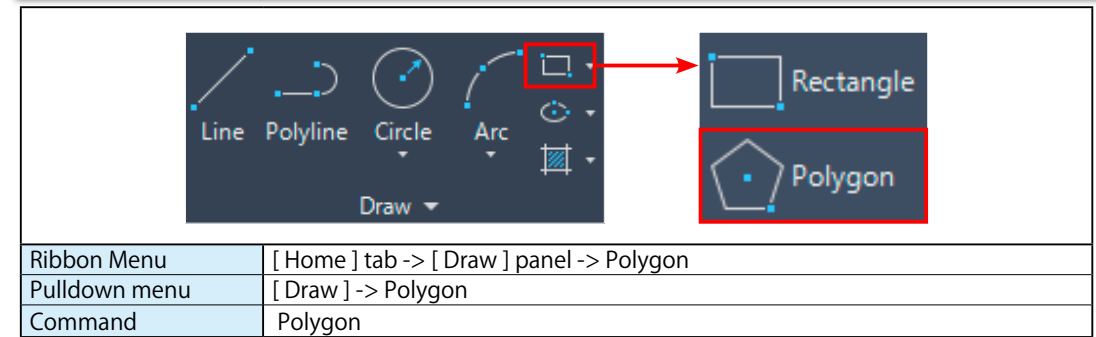 Line Polyline Circle Arc
Draw
Rectangle
Polygon
Ribbon Menu [ Home ] tab -> [ Draw ] panel -> Polygon
Pulldown menu [ Draw ] -> Polygon
Command Polygon